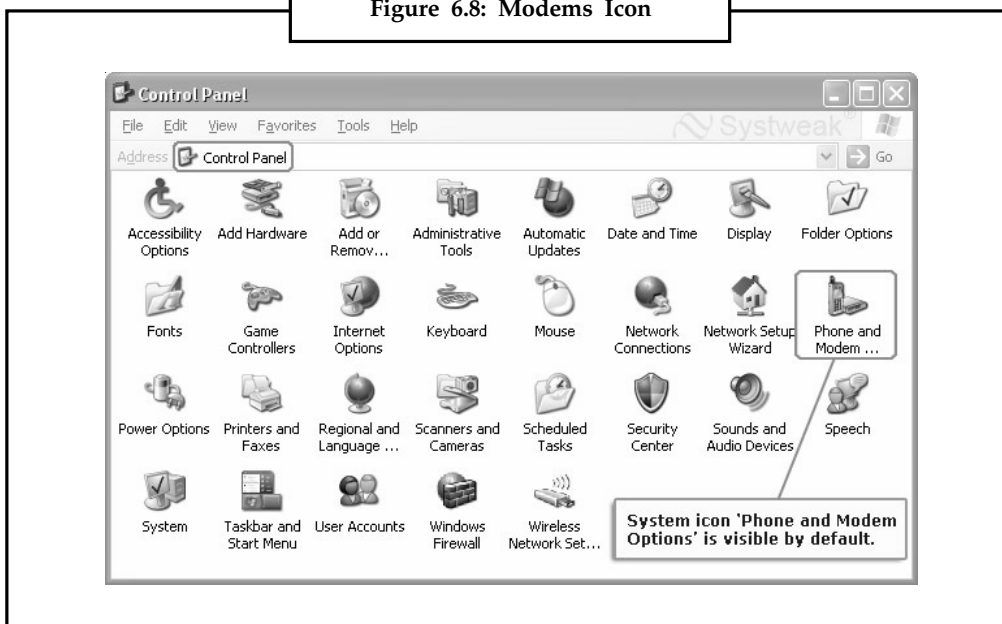 Figure 6.8: Modems Icon
Control Panel
File Edit View Favorites Tools Help
Systweak®
Address Control Panel Go
Accessibility Options
Add Hardware
Add or Remov...
Administrative Tools
Automatic Updates
Date and Time
Display
Folder Options
Fonts
Game Controllers
Internet Options
Keyboard
Mouse
Network Connections
Network Setup Wizard
Phone and Modem ...
Power Options
Printers and Faxes
Regional and Language ...
Scanners and Cameras
Scheduled Tasks
Security Center
Sounds and Audio Devices
Speech
System
Taskbar and Start Menu
User Accounts
Windows Firewall
Wireless Network Set...
System icon 'Phone and Modem
Options' is visible by default.